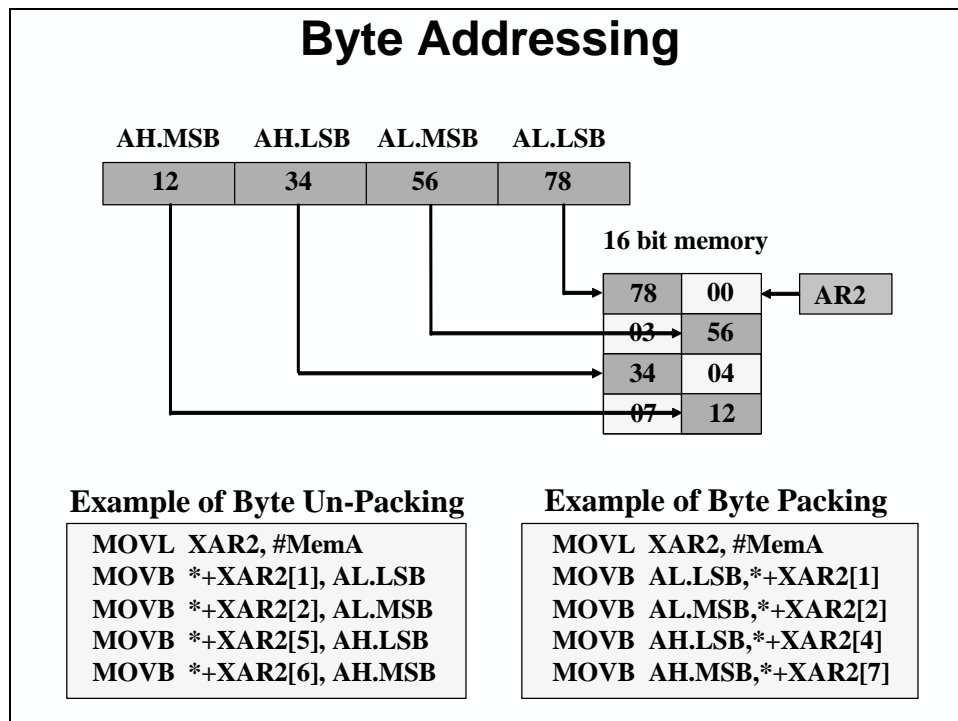 Byte Addressing
AH.MSB AH.LSB AL.MSB AL.LSB
12 34 56 78
16 bit memory
78 00 AR2
03 56
34 04
07 12
Example of Byte Un-Packing
MOVL XAR2, #MemA
MOVB *+XAR2[1], AL.LSB
MOVB *+XAR2[2], AL.MSB
MOVB *+XAR2[5], AH.LSB
MOVB *+XAR2[6], AH.MSB
Example of Byte Packing
MOVL XAR2, #MemA
MOVB AL.LSB,*+XAR2[1]
MOVB AL.MSB,*+XAR2[2]
MOVB AH.LSB,*+XAR2[4]
MOVB AH.MSB,*+XAR2[7]